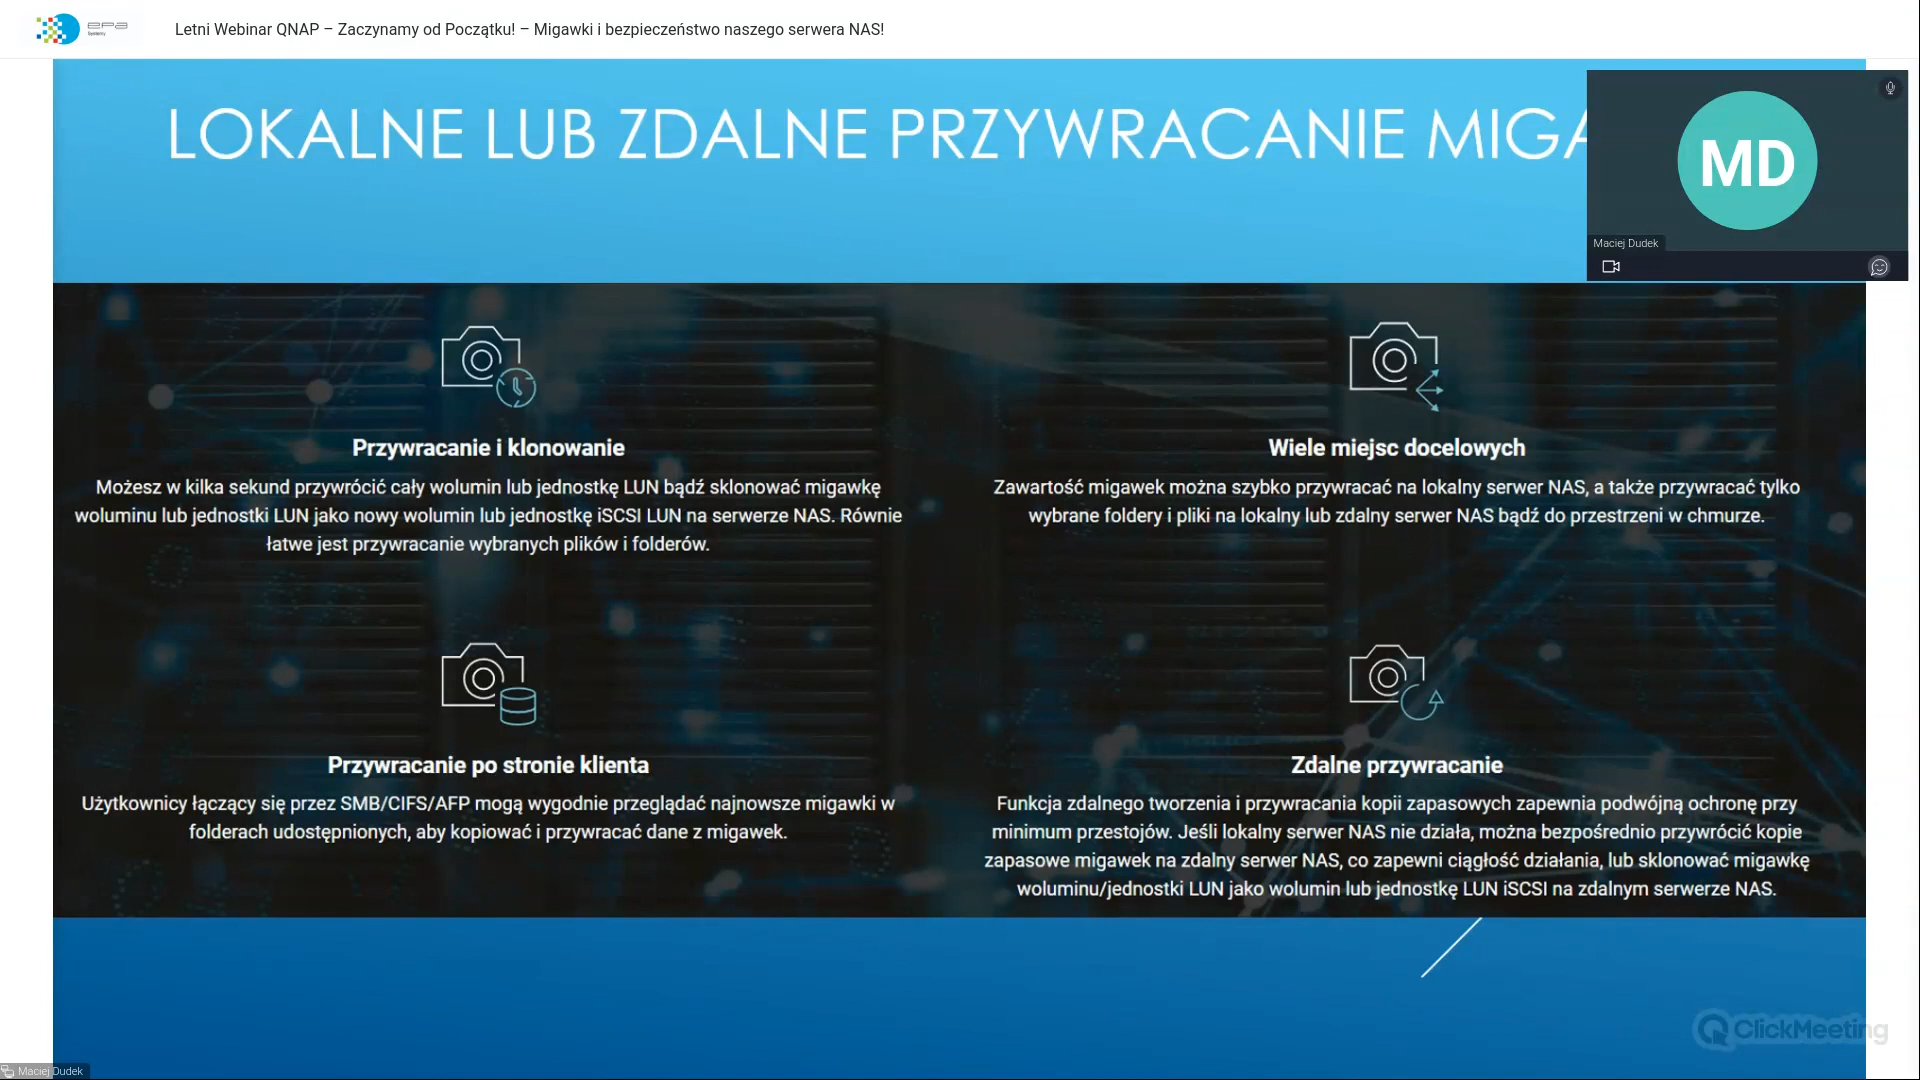 epa
Systemy
Letni Webinar QNAP – Zaczynamy od Początku! – Migawki i bezpieczeństwo naszego serwera NAS!
LOKALNE LUB ZDALNE PRZYWRACANIE MIGA
MD
Maciej Dudek
Przywracanie i klonowanie
Możesz w kilka sekund przywrócić cały wolumin lub jednostkę LUN bądź sklonować migawkę
woluminu lub jednostki LUN jako nowy wolumin lub jednostkę iSCSI LUN na serwerze NAS. Równie
łatwe jest przywracanie wybranych plików i folderów.
Wiele miejsc docelowych
Zawartość migawek można szybko przywracać na lokalny serwer NAS, a także przywracać tylko
wybrane foldery i pliki na lokalny lub zdalny serwer NAS bądź do przestrzeni w chmurze.
Przywracanie po stronie klienta
Użytkownicy łączący się przez SMB/CIFS/AFP mogą wygodnie przeglądać najnowsze migawki w
folderach udostępnionych, aby kopiować i przywracać dane z migawek.
Zdalne przywracanie
Funkcja zdalnego tworzenia i przywracania kopii zapasowych zapewnia podwójną ochronę przy
minimum przestojów. Jeśli lokalny serwer NAS nie działa, można bezpośrednio przywrócić kopie
zapasowe migawek na zdalny serwer NAS, co zapewni ciągłość działania, lub sklonować migawkę
woluminu/jednostki LUN jako wolumin lub jednostkę LUN iSCSI na zdalnym serwerze NAS.
ClickMeeting
Maciej Dudek